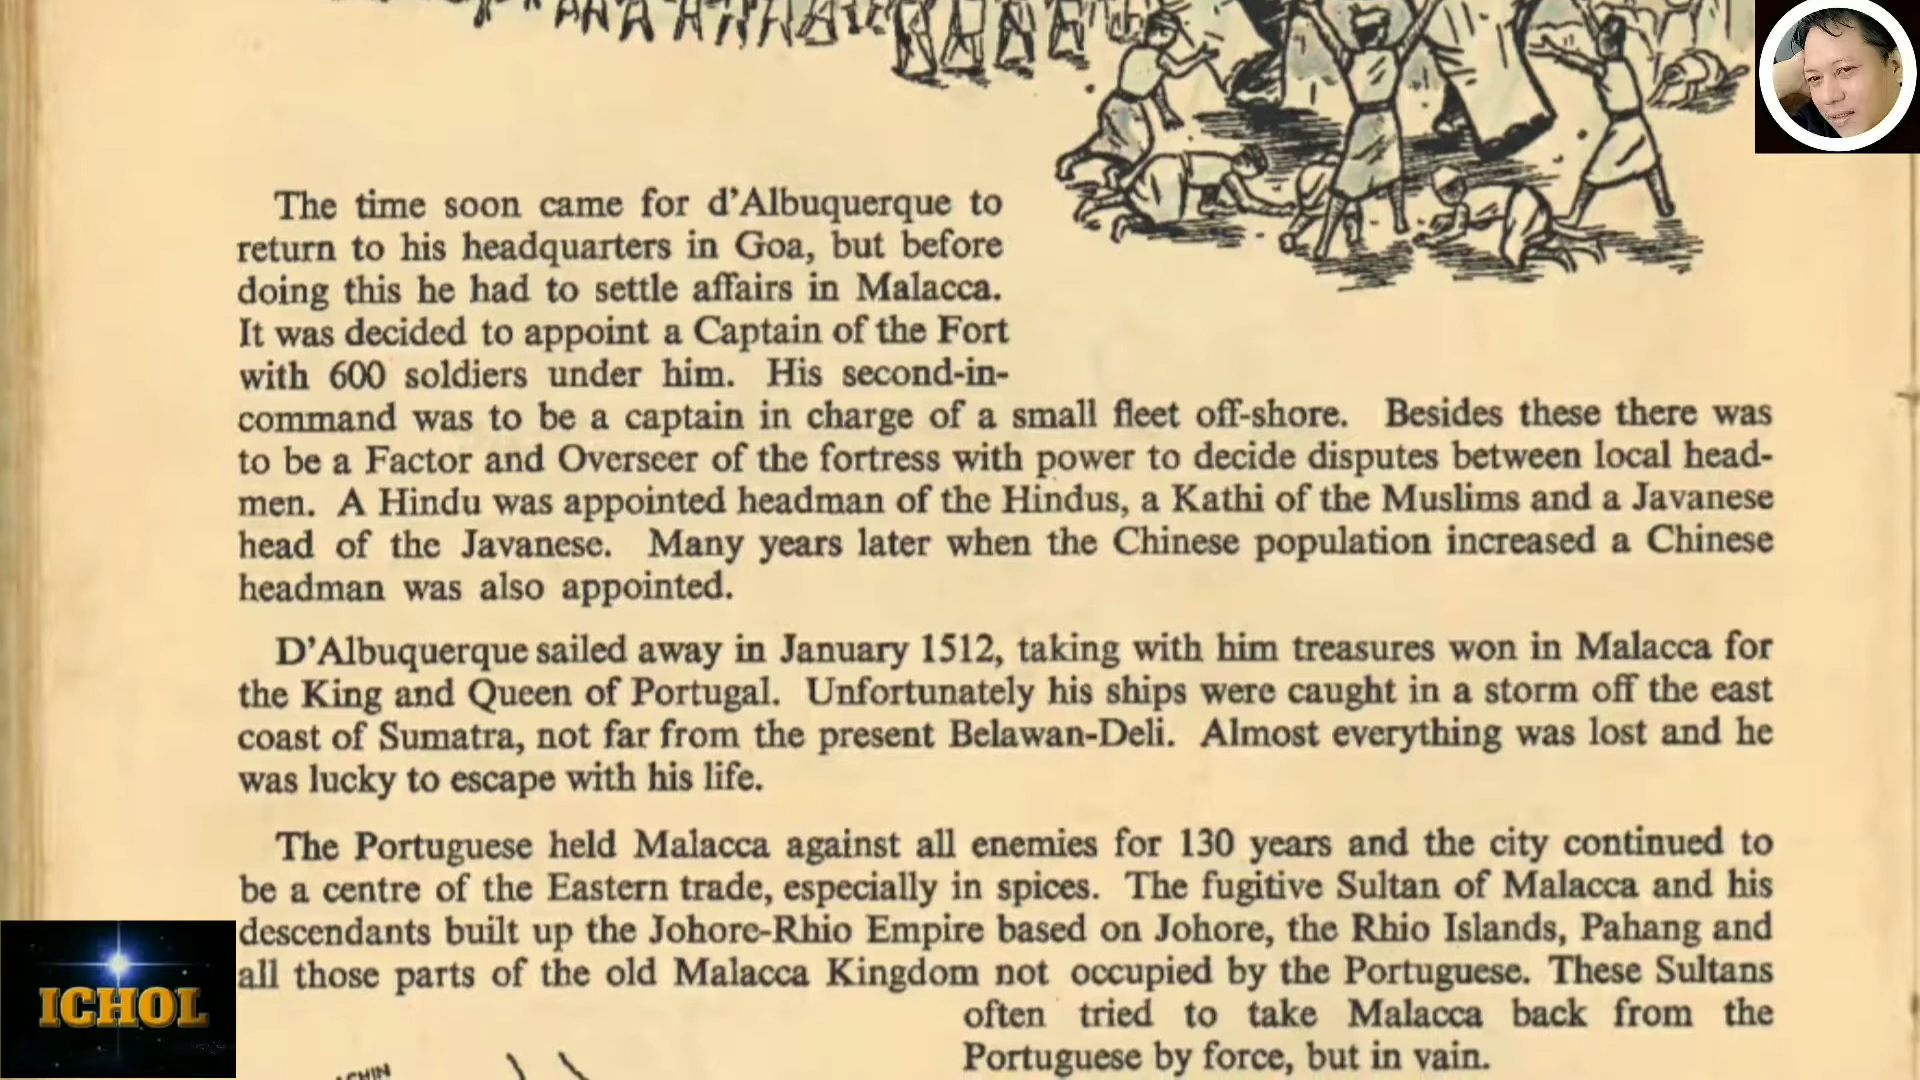 The time soon came for d'Albuquerque to
return to his headquarters in Goa, but before
doing this he had to settle affairs in Malacca.
It was decided to appoint a Captain of the Fort
with 600 soldiers under him. His second-in-
command was to be a captain in charge of a small fleet off-shore. Besides these there was
to be a Factor and Overseer of the fortress with power to decide disputes between local head-
men. A Hindu was appointed headman of the Hindus, a Kathi of the Muslims and a Javanese
head of the Javanese. Many years later when the Chinese population increased a Chinese
headman was also appointed.
D'Albuquerque sailed away in January 1512, taking with him treasures won in Malacca for
the King and Queen of Portugal. Unfortunately his ships were caught in a storm off the east
coast of Sumatra, not far from the present Belawan-Deli. Almost everything was lost and he
was lucky to escape with his life.
The Portuguese held Malacca against all enemies for 130 years and the city continued to
be a centre of the Eastern trade, especially in spices. The fugitive Sultan of Malacca and his
descendants built up the Johore-Rhio Empire based on Johore, the Rhio Islands, Pahang and
all those parts of the old Malacca Kingdom not occupied by the Portuguese. These Sultans
often tried to take Malacca back from the
Portuguese by force, but in vain.
ICHOL